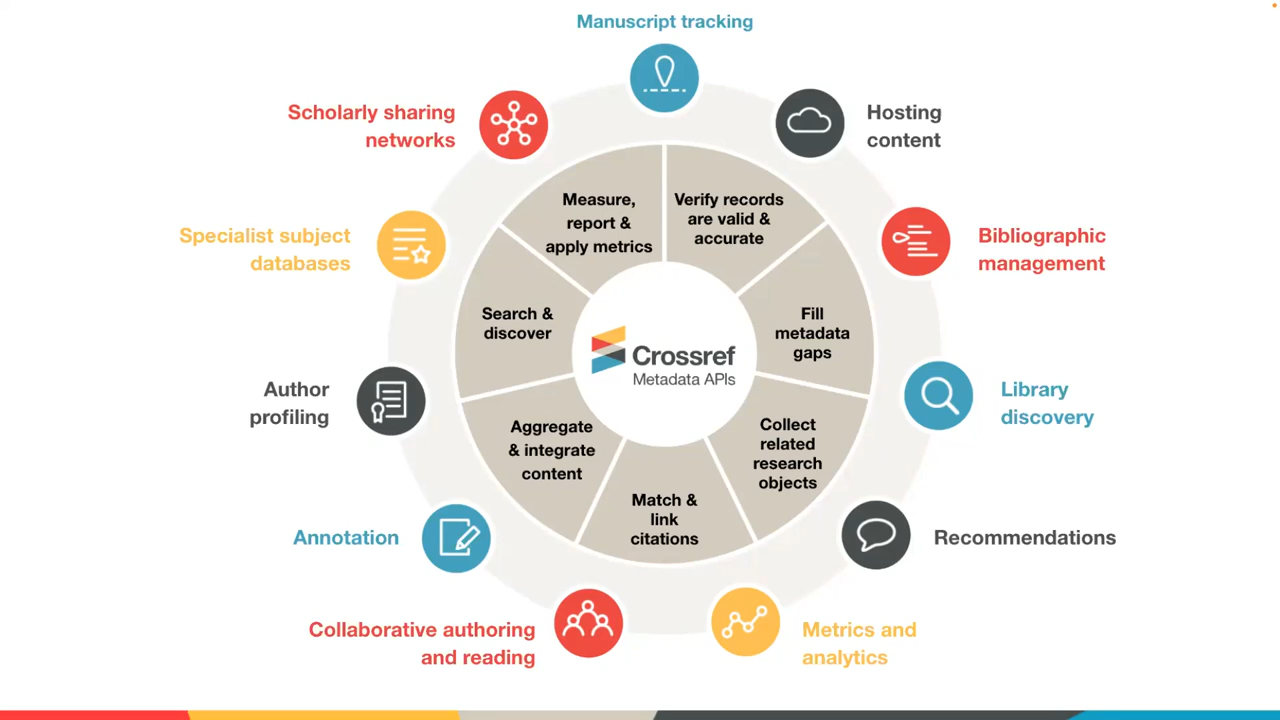 Manuscript tracking
Scholarly sharing
networks
Hosting
content
Specialist subject
databases
Bibliographic
management
Author
profiling
Library
discovery
Annotation
Recommendations
Collaborative authoring
and reading
Metrics and
analytics
Measure,
report &
apply metrics
Verify records
are valid &
accurate
Search &
discover
Fill
metadata
gaps
Crossref
Metadata APIs
Aggregate
& integrate
content
Collect
related
research
objects
Match &
link
citations